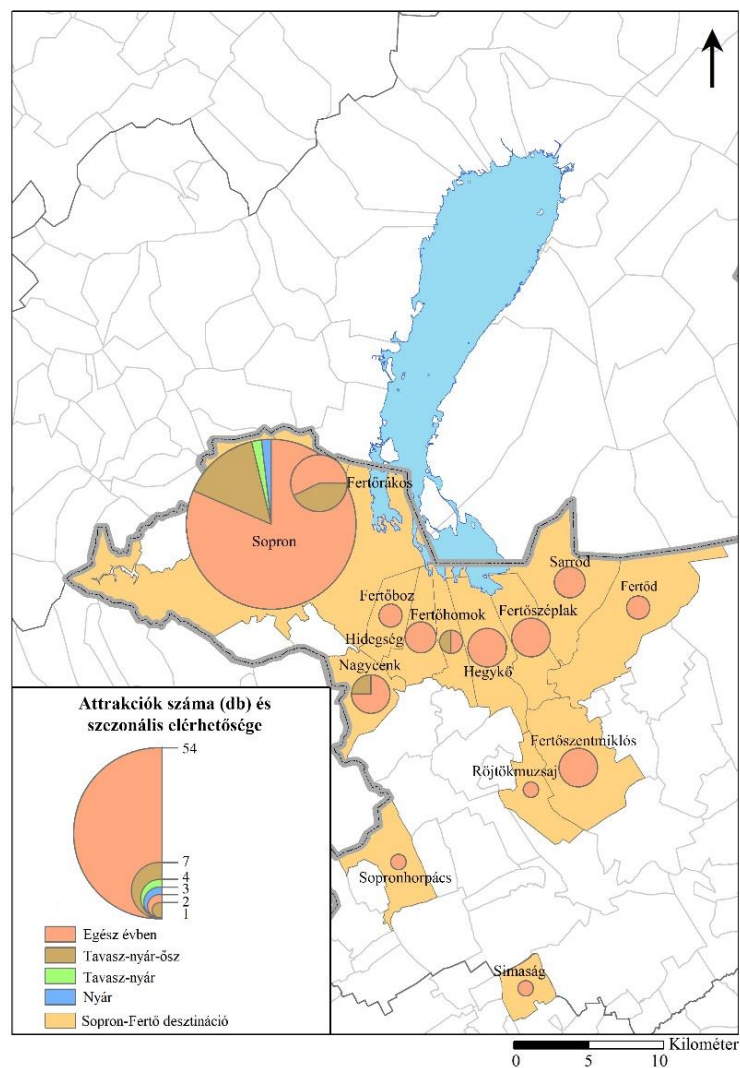 Fertőrákos
Sopron
Sarród
Fertőd
Fertőboz
Fertőhomok
Fertőszéplak
Hidegség
Hegykő
Nagycenk
Fertőszentmiklós
Röjtökmuzsaj
Sopronhorpács
Simaság
Attrakciók száma (db) és
szezonális elérhetősége
54
7
4
3
2
1
Egész évben
Tavasz-nyár-ősz
Tavasz-nyár
Nyár
Sopron-Fertő desztináció
Kilométer
0 5 10